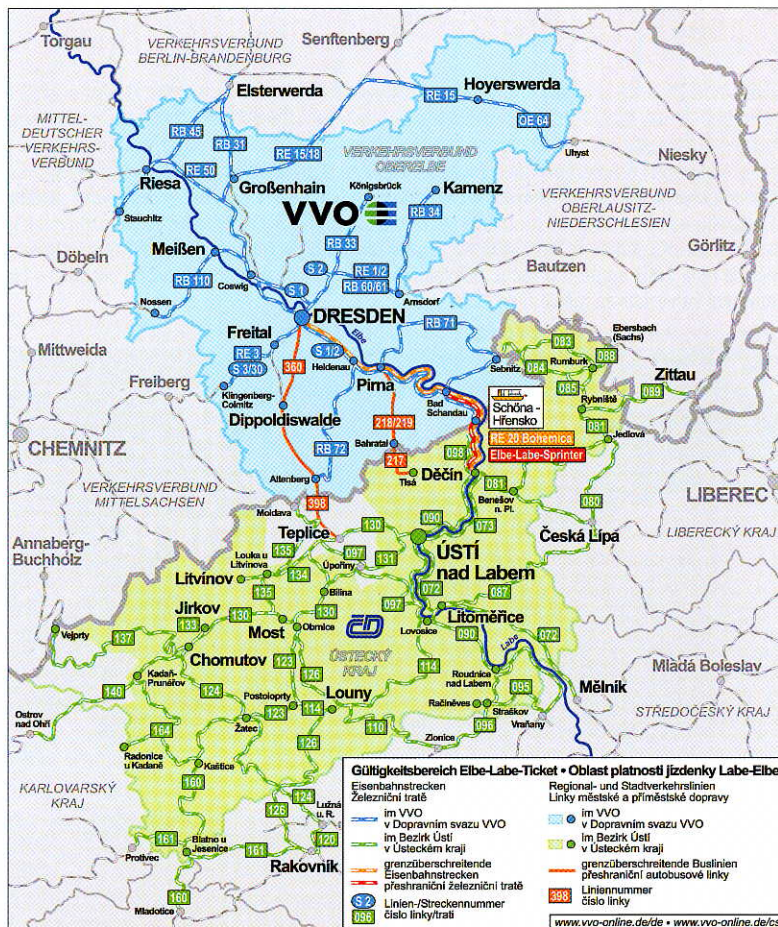 Torgau
VERKEHRSVERBUND
BERLIN-BRANDENBURG
Senftenberg
Elsterwerda
Hoyerswerda
RE 15
OE 64
MITTEL-
DEUTSCHER
VERKEHRS-
VERBUND
RB 45
RB 31
RE 15/18
VERKEHRSVERBUND
OBERELBE
Uhyst
RE 50
Riesa
Großenhain
Königsbrück
Kamenz
Niesky
VVO
RB 34
VERKEHRSVERBUND
OBERLAUSITZ-
NIEDERSCHLESIEN
Stauchitz
Meißen
RB 33
Görlitz
Döbeln
S 2
RE 1/2
Bautzen
RB 110
Coswig
S 1
RB 60/61
Arnsdorf
Nossen
DRESDEN
Elbe
RB 71
Ebersbach
(Sachs)
083
Mittweida
Freital
RE 3
S 1/2
Sebnitz
084
Rumburk
088
Zittau
S 3/30
360
Heidenau
Pirna
085
089
Freiberg
Klingenberg-
Colmitz
Bad
Schandau
Schöna -
Hřensko
Rybniště
Dippoldiswalde
218/219
081
CHEMNITZ
RB 72
Bahratal
RE 20 Bohemica
Jedlová
217
098
Elbe-Labe-Sprinter
Altenberg
Tisá
Děčín
081
VERKEHRSVERBUND
MITTELSACHSEN
Moldava
398
Benešov
n. Pl.
080
LIBEREC
Teplice
130
090
073
Česká Lípa
LIBERECKÝ KRAJ
Annaberg-
Buchholz
Louka u
Litvínova
135
097
131
ÚSTÍ
nad Labem
Úpořiny
Litvínov
134
Bílina
072
087
Jirkov
135
097
Litoměřice
133
130
130
Vejprty
137
Most
Obrnice
ČD
Lovosice
090
Labe
072
Chomutov
ÚSTECKÝ
KRAJ
123
126
114
Mladá Boleslav
140
Kadaň-
Prunéřov
Roudnice
nad Labem
124
Postoloprty
Louny
095
Mělník
Račiněves
Ostrov
nad Ohří
123
114
Straškov
STŘEDOČESKÝ KRAJ
164
Žatec
110
096
Vraňany
Radonice
u Kadaně
126
Zlonice
Kaštice
160
KARLOVARSKÝ
KRAJ
124
Lužná
u R.
126
161
Blatno u
Jesenice
120
Protivec
161
Rakovník
160
Mladotice
Gültigkeitsbereich Elbe-Labe-Ticket • Oblast platnosti jízdenky Labe-Elbe
Eisenbahnstrecken
Železniční tratě
im VVO
v Dopravním svazu VVO
im Bezirk Ústí
v Ústeckém kraji
grenzüberschreitende
Eisenbahnstrecken
přeshraniční železniční tratě
S 2
Linien-/Streckennummer
096
číslo linky/trati
Regional- und Stadtverkehrslinien
Linky městské a příměstské dopravy
im VVO
v Dopravním svazu VVO
im Bezirk Ústí
v Ústeckém kraji
grenzüberschreitende Buslinien
přeshraniční autobusové linky
398
Liniennummer
číslo linky
www.vvo-online.de/de • www.vvo-online.de/cs